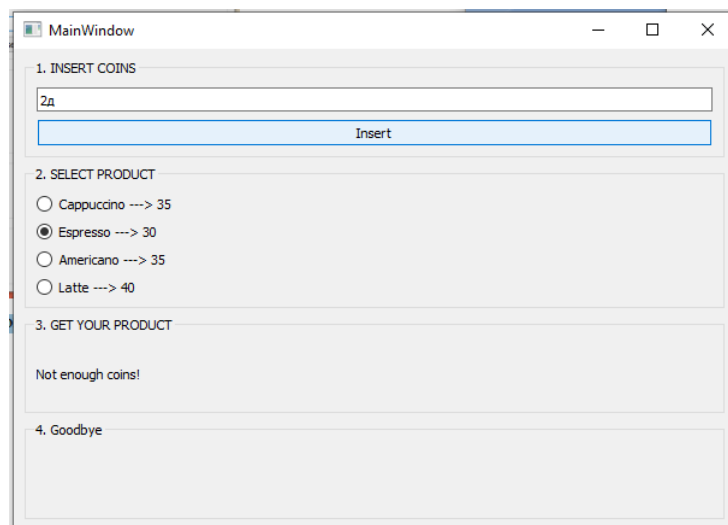 MainWindow
1. INSERT COINS
2д
Insert
2. SELECT PRODUCT
Cappuccino ---> 35
Espresso ---> 30
Americano ---> 35
Latte ---> 40
3. GET YOUR PRODUCT
Not enough coins!
4. Goodbye